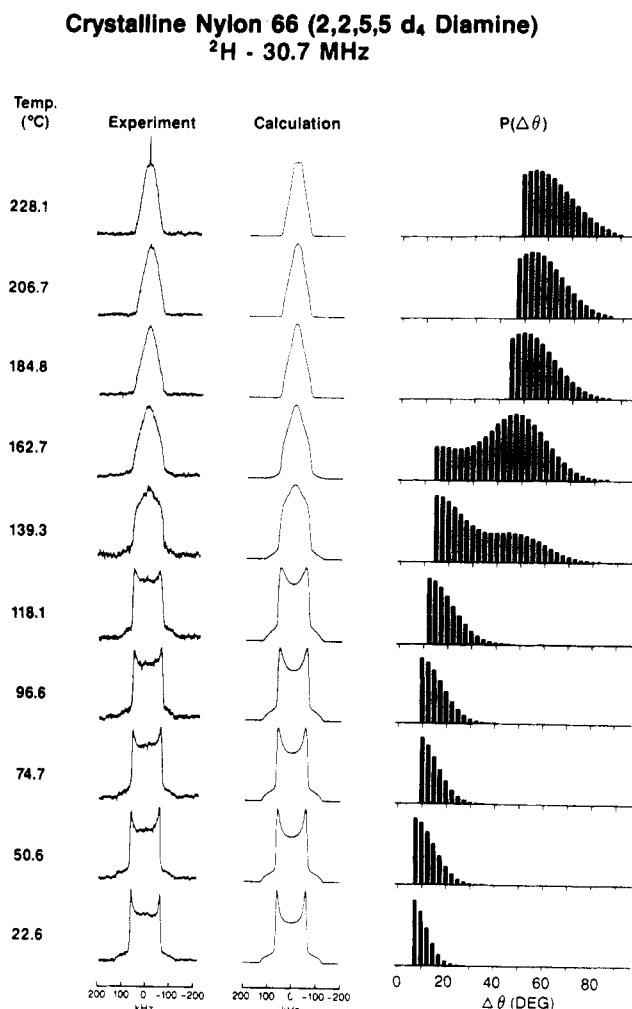 Crystalline Nylon 66 (2,2,5,5 d₄ Diamine)
²H - 30.7 MHz
Temp.
(°C)
Experiment
Calculation
P(Δθ)
228.1
206.7
184.8
162.7
139.3
118.1
96.6
74.7
50.6
22.6
200 100 0 -100 -200
kHz
200 100 0 -100 -200
kHz
0 20 40 60 80
Δθ (DEG)